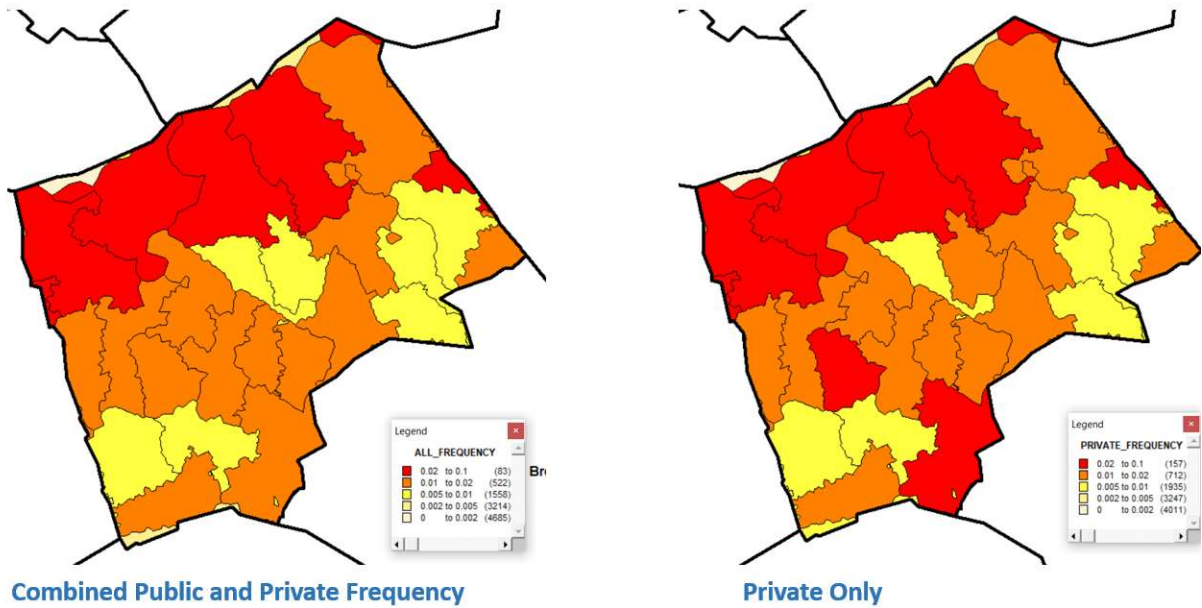 Legend
ALL_FREQUENCY
0.02 to 0.1 (83)
0.01 to 0.02 (522)
0.005 to 0.01 (1558)
0.002 to 0.005 (3214)
0 to 0.002 (4685)
Bro
Combined Public and Private Frequency
Legend
PRIVATE_FREQUENCY
0.02 to 0.1 (157)
0.01 to 0.02 (712)
0.005 to 0.01 (1935)
0.002 to 0.005 (3247)
0 to 0.002 (4011)
Private Only